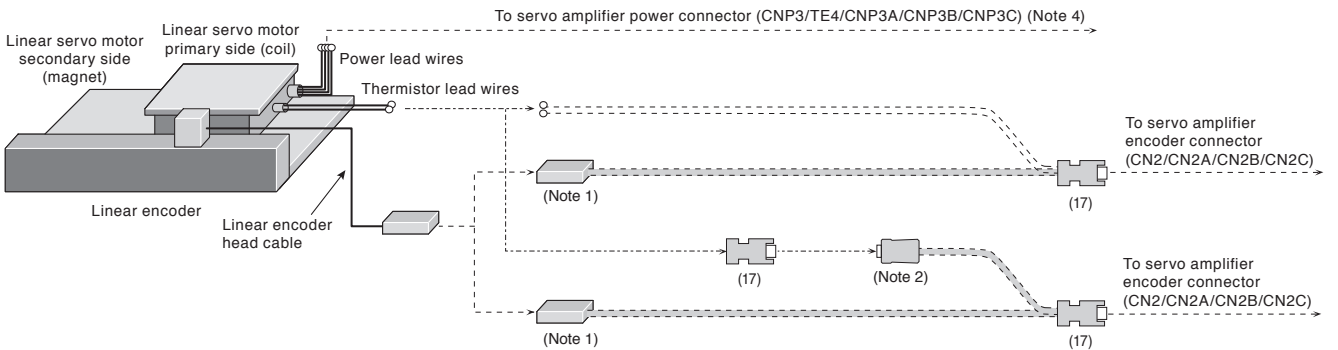 To servo amplifier power connector (CNP3/TE4/CNP3A/CNP3B/CNP3C) (Note 4)
Linear servo motor
secondary side
(magnet)
Linear servo motor
primary side (coil)
Power lead wires
Thermistor lead wires
To servo amplifier
encoder connector
(CN2/CN2A/CN2B/CN2C)
(Note 1)
(17)
Linear encoder
Linear encoder
head cable
(17)
(Note 2)
To servo amplifier
encoder connector
(CN2/CN2A/CN2B/CN2C)
(Note 1)
(17)